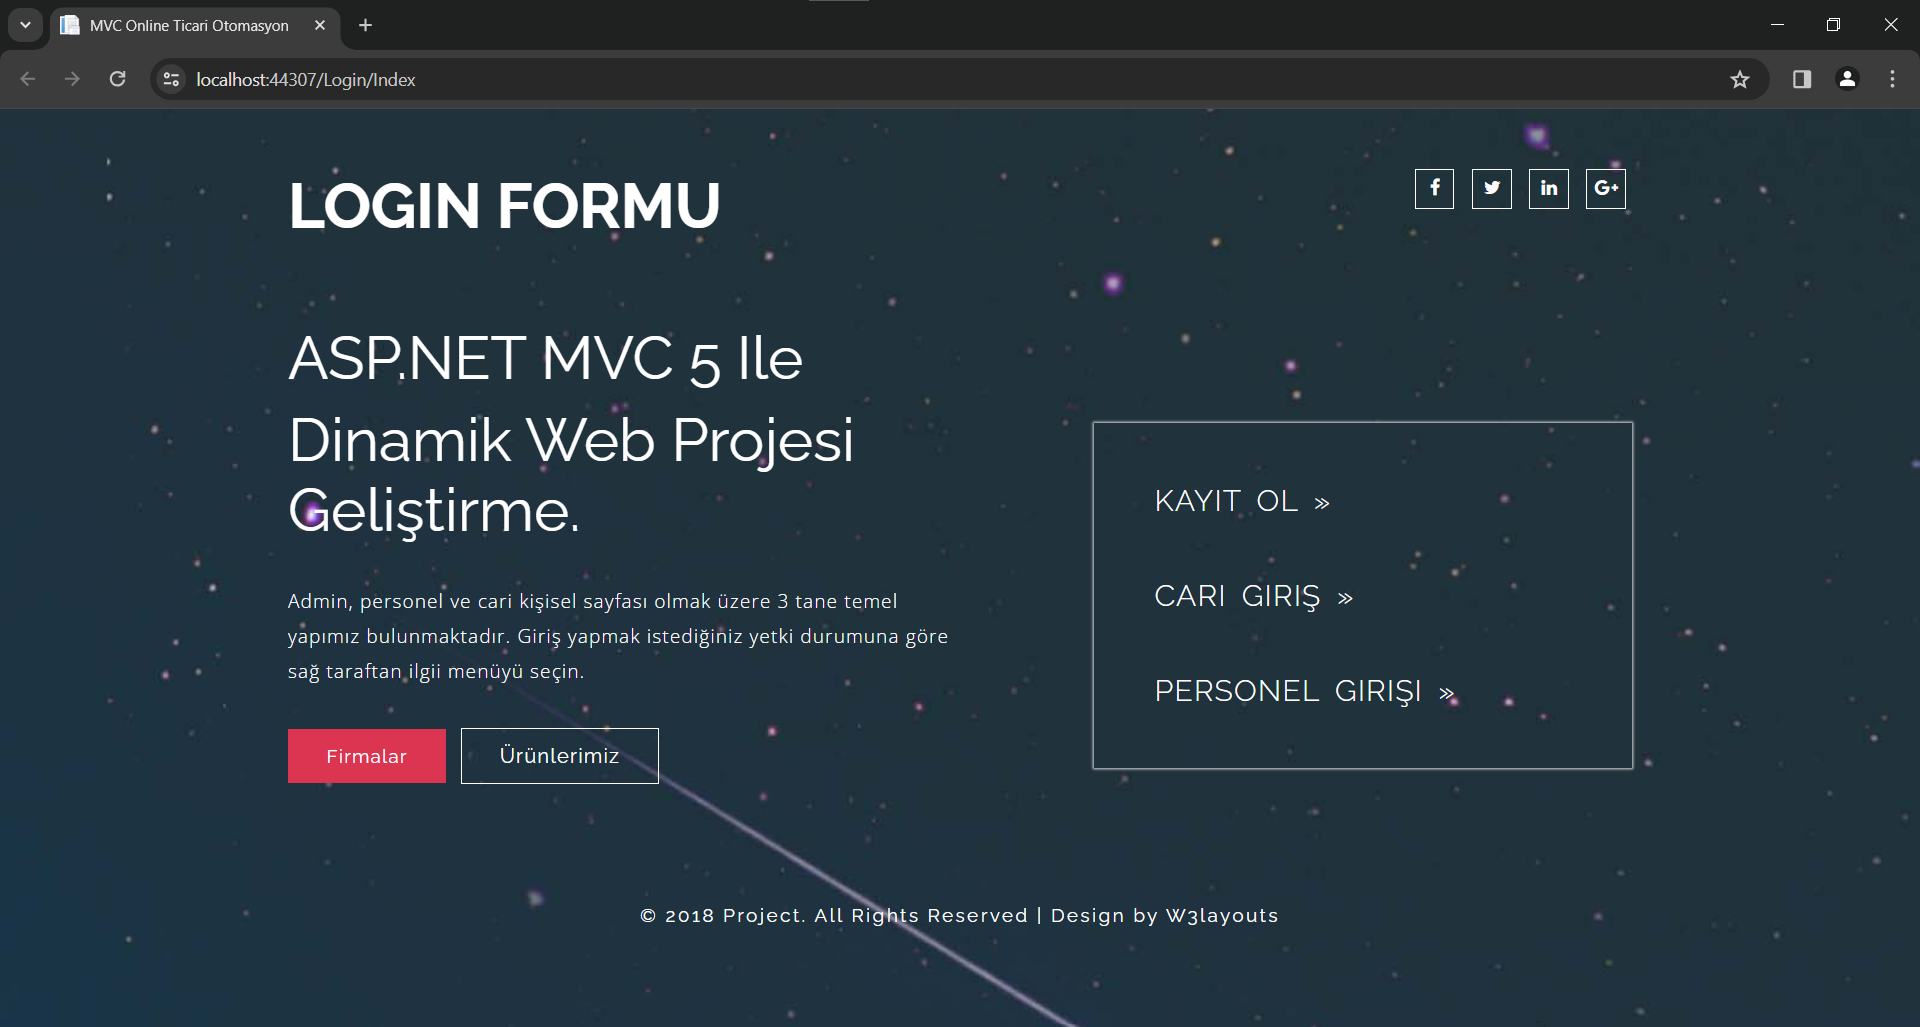 MVC Online Ticari Otomasyon
localhost:44307/Login/Index
LOGIN FORMU
f
in
G+
ASP.NET MVC 5 Ile
Dinamik Web Projesi
Geliştirme.
Admin, personel ve cari kişisel sayfası olmak üzere 3 tane temel
yapımız bulunmaktadır. Giriş yapmak istediğiniz yetki durumuna göre
sağ taraftan ilgii menüyü seçin.
Firmalar
Ürünlerimiz
KAYIT OL »
CARI GIRIŞ »
PERSONEL GIRIŞI »
© 2018 Project. All Rights Reserved | Design by W3layouts